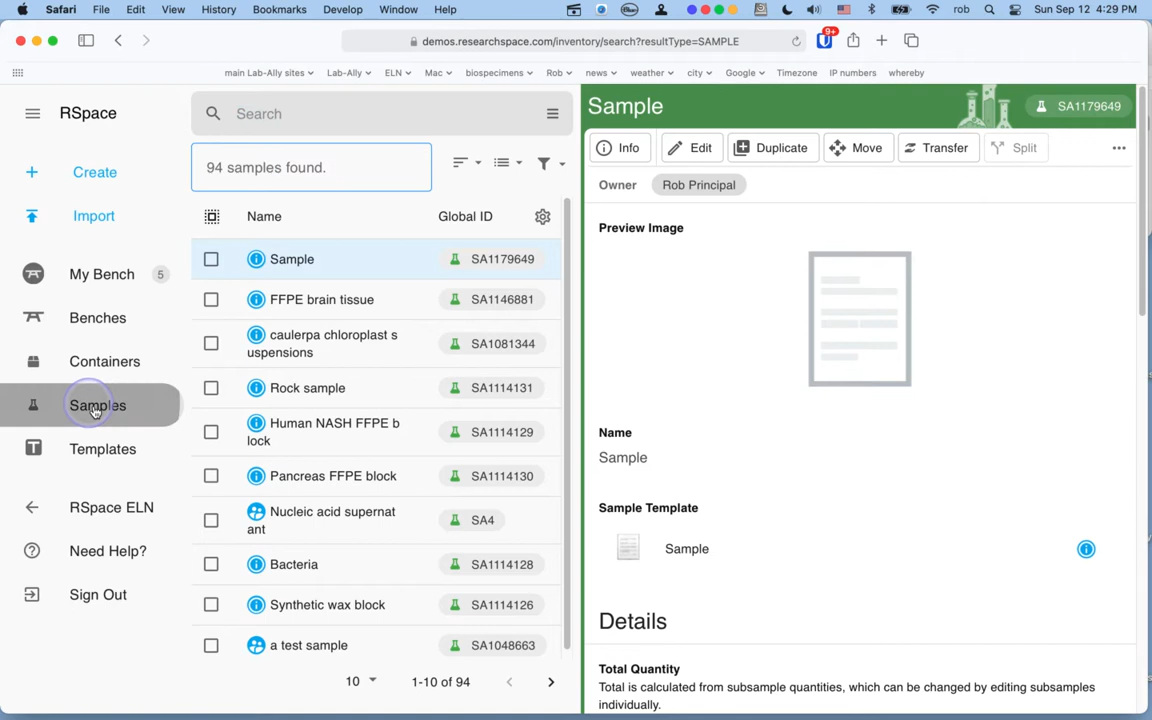 Safari File Edit View History Bookmarks Develop Window Help rob Sun Sep 12 4:29 PM
demos.researchspace.com/inventory/search?resultType=SAMPLE 9+
main Lab-Ally sites Lab-Ally ELN Mac biospecimens Rob news weather city Google Timezone IP numbers whereby
RSpace
Create
Import
My Bench 5
Benches
Containers
Samples
Templates
RSpace ELN
Need Help?
Sign Out
Search
94 samples found.
Name Global ID
Sample SA1179649
FFPE brain tissue SA1146881
caulerpa chloroplast s
uspensions SA1081344
Rock sample SA1114131
Human NASH FFPE b
lock SA1114129
Pancreas FFPE block SA1114130
Nucleic acid supernat
ant SA4
Bacteria SA1114128
Synthetic wax block SA1114126
a test sample SA1048663
10 1-10 of 94
Sample SA1179649
Info Edit Duplicate Move Transfer Split
Owner Rob Principal
Preview Image
Name
Sample
Sample Template
Sample
Details
Total Quantity
Total is calculated from subsample quantities, which can be changed by editing subsamples
individually.